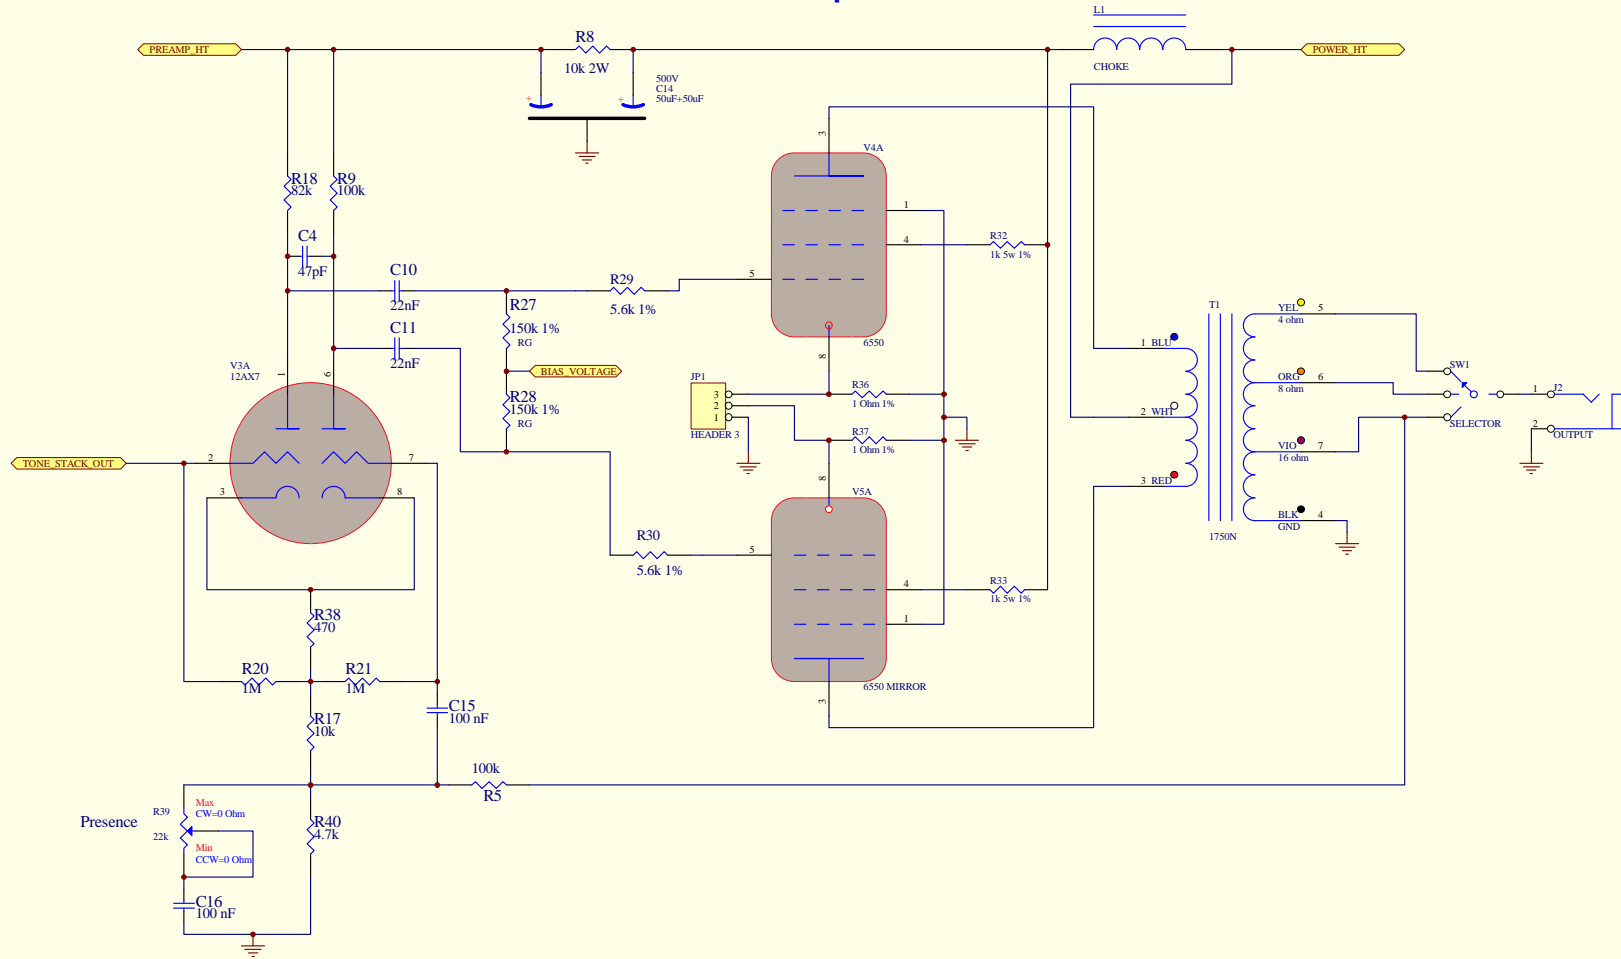 L1
PREAMP_HT
R8
POWER_HT
10k 2W
CHOKE
500V
C14
50uF+50uF
+
+
3
V4A
R18
82k
R9
100k
1
C4
47pF
4
R32
1k 5w 1%
C10
22nF
5
R29
5.6k 1%
R27
150k 1%
RG
T1
YEL
4 ohm
5
C11
22nF
6550
1 BLU
8
V3A
12AX7
1
6
BIAS_VOLTAGE
JP1
3
2
1
HEADER 3
R36
1 Ohm 1%
ORG
8 ohm
6
SW1
SELECTOR
1
J2
2
OUTPUT
R28
150k 1%
RG
2 WHT
R37
1 Ohm 1%
VIO
16 ohm
7
TONE_STACK_OUT
2
7
3
8
8
V5A
3 RED
BLK
GND
4
1750N
R30
5.6k 1%
5
4
R33
1k 5w 1%
1
R38
470
R20
1M
R21
1M
6550 MIRROR
3
C15
100 nF
R17
10k
100k
R5
Presence
R39
22k
Max
CW=0 Ohm
Min
CCW=0 Ohm
R40
4.7k
C16
100 nF